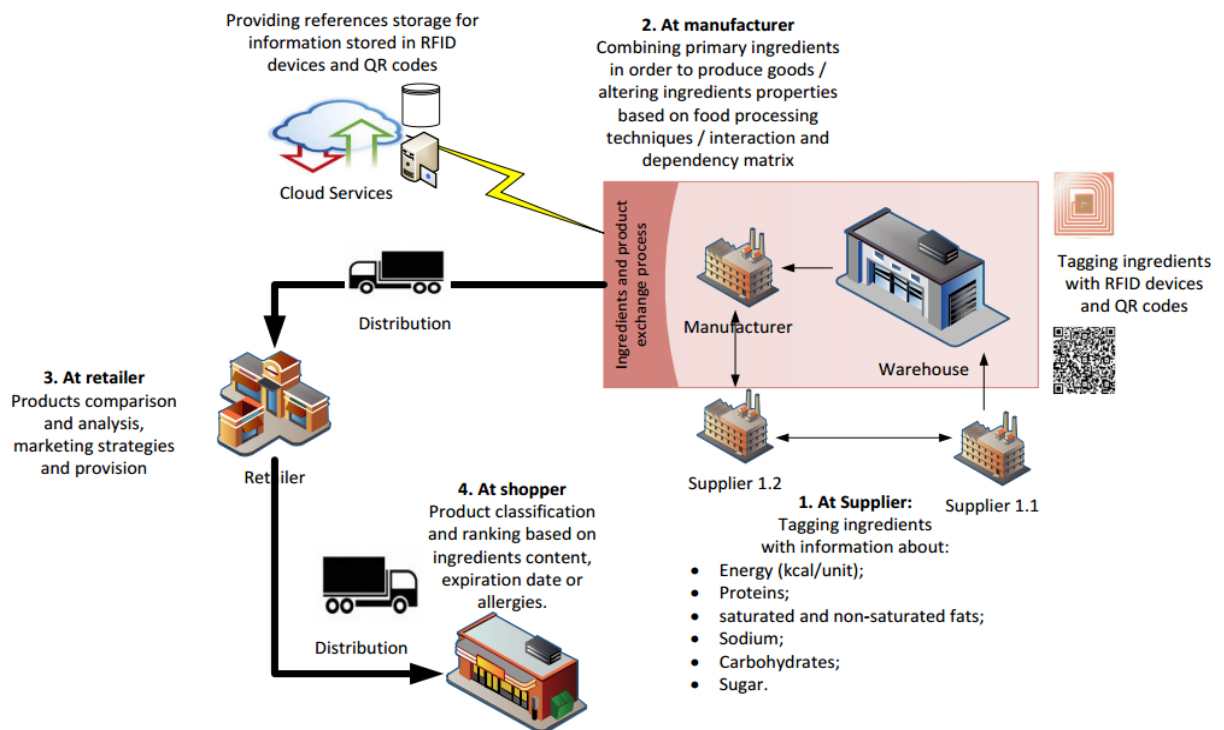 Providing references storage for
information stored in RFID
devices and QR codes
Cloud Services
2. At manufacturer
Combining primary ingredients
in order to produce goods /
altering ingredients properties
based on food processing
techniques / interaction and
dependency matrix
Ingredients and product
exchange process
Manufacturer
Warehouse
Tagging ingredients
with RFID devices
and QR codes
Distribution
3. At retailer
Products comparison
and analysis,
marketing strategies
and provision
Retailer
Supplier 1.2
Supplier 1.1
1. At Supplier:
Tagging ingredients
with information about:
• Energy (kcal/unit);
• Proteins;
• saturated and non-saturated fats;
• Sodium;
• Carbohydrates;
• Sugar.
4. At shopper
Product classification
and ranking based on
ingredients content,
expiration date or
allergies.
Distribution